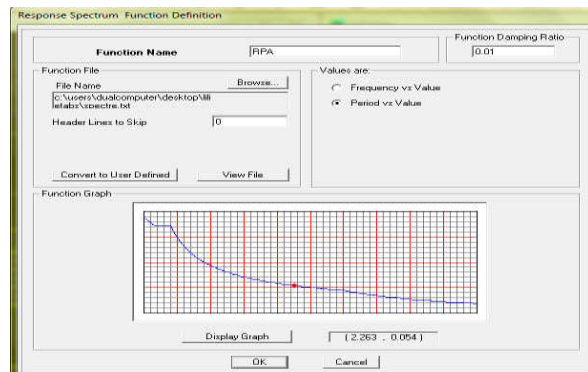 Response Spectrum Function Definition
Function Name
RPA
Function Damping Ratio
0.01
Function File
File Name
Browse...
c:\users\dualcomputer\desktop\lili
etabs\spectre.txt
Header Lines to Skip
0
Convert to User Defined
View File
Values are:
Frequency vs Value
Period vs Value
Function Graph
Display Graph
( 2.263 , 0.054 )
OK
Cancel